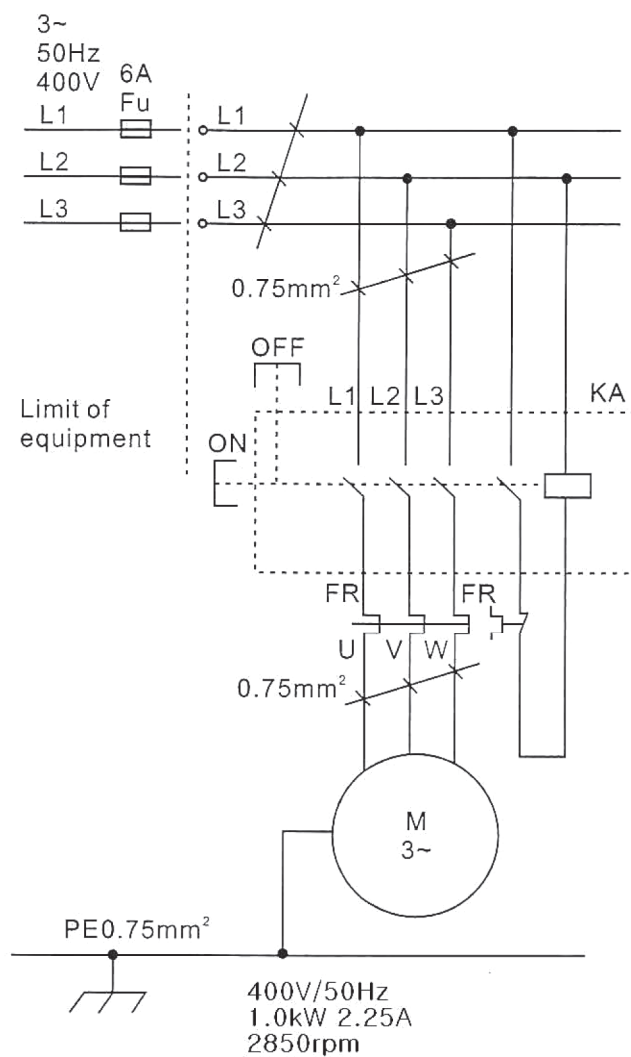 3~
50Hz
400V
6A
Fu
L1
L1
L2
L2
L3
L3
0.75mm²
OFF
L1 L2 L3
KA
Limit of
equipment
ON
FR
FR
U V W
0.75mm²
M
3~
PE0.75mm²
400V/50Hz
1.0kW 2.25A
2850rpm